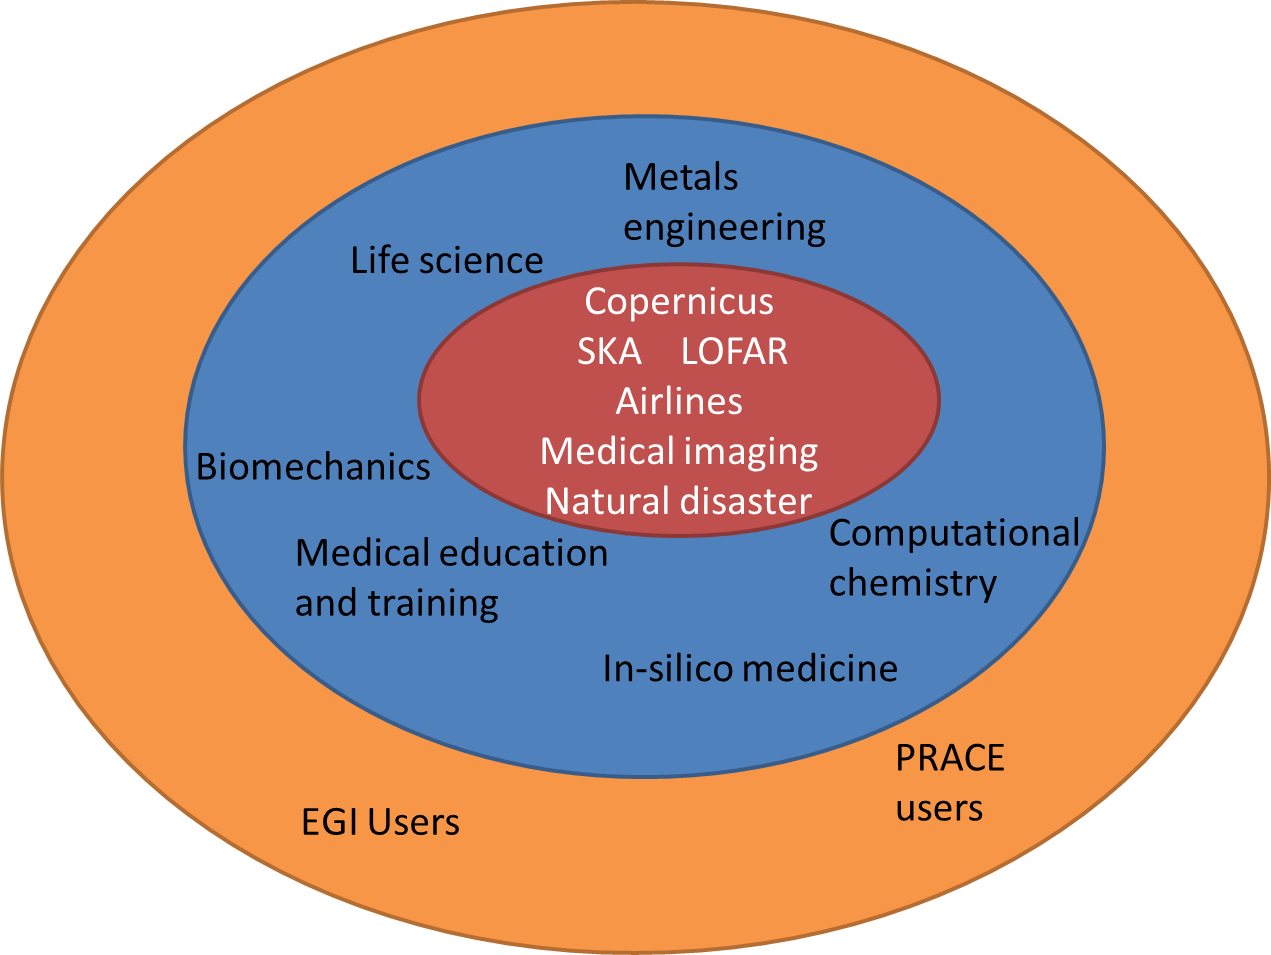 Metals
engineering
Life science
Copernicus
SKA LOFAR
Airlines
Medical imaging
Natural disaster
Biomechanics
Computational
chemistry
Medical education
and training
In-silico medicine
PRACE
users
EGI Users